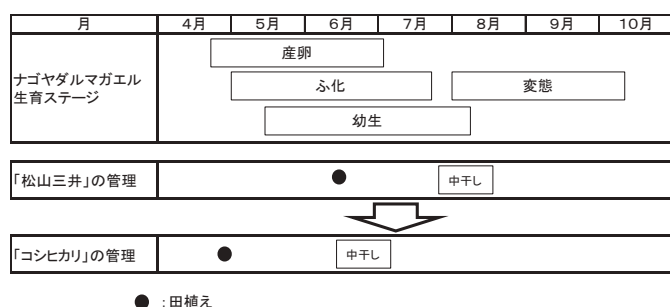 月 4月 5月 6月 7月 8月 9月 10月
産卵
ナゴヤダルマガエル
生育ステージ
ふ化 変態
幼生
「松山三井」の管理 ● 中干し
「コシヒカリ」の管理 ● 中干し
● :田植え